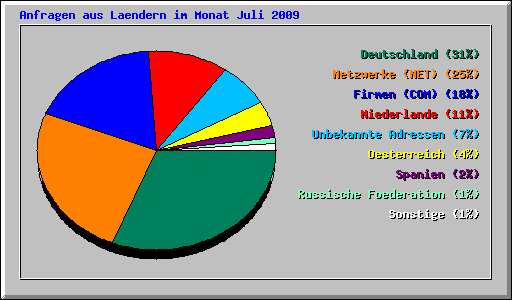 Anfragen aus Laendern im Monat Juli 2009
Deutschland (31%)
Netzwerke (NET) (25%)
Firmen (COM) (18%)
Niederlande (11%)
Unbekannte Adressen (7%)
Oesterreich (4%)
Spanien (2%)
Russische Foederation (1%)
Sonstige (1%)